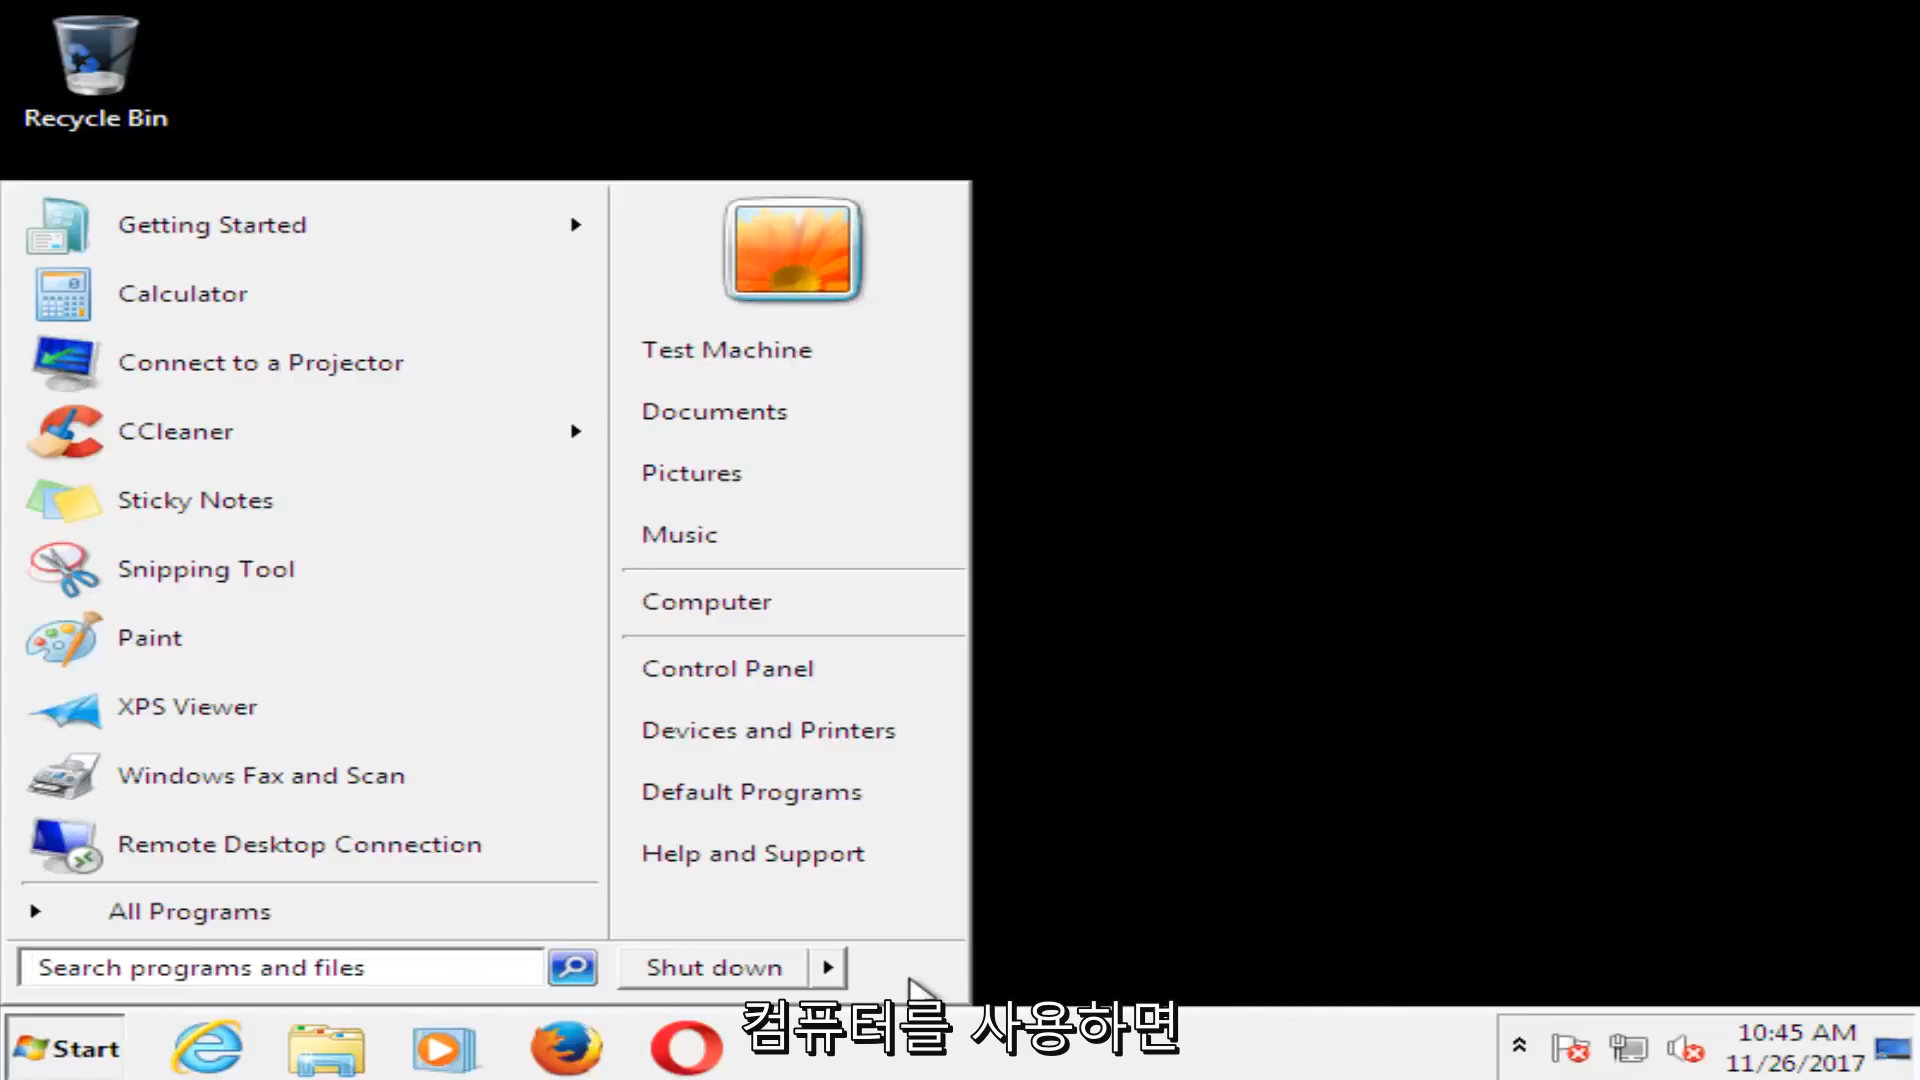 Recycle Bin
Getting Started
Calculator
Connect to a Projector
CCleaner
Sticky Notes
Snipping Tool
Paint
XPS Viewer
Windows Fax and Scan
Remote Desktop Connection
All Programs
Search programs and files
Test Machine
Documents
Pictures
Music
Computer
Control Panel
Devices and Printers
Default Programs
Help and Support
Shut down
컴퓨터를 사용하면
Start
10:45 AM
11/26/2017